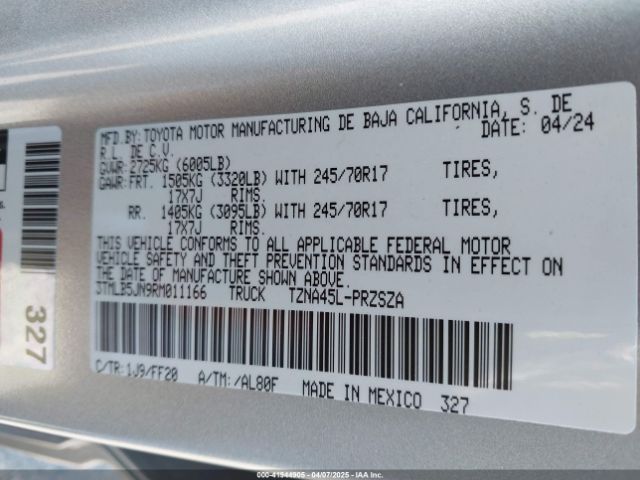 MFD.BY:TOYOTA MOTOR MANUFACTURING DE BAJA CALIFORNIA, S. DE
R.L. DE C.V. DATE: 04/24
GVWR: 2725KG (6005LB)
GAWR:FRT. 1505KG (3320LB) WITH 245/70R17 TIRES,
17X7J RIMS.
RR. 1405KG (3095LB) WITH 245/70R17 TIRES,
17X7J RIMS.
THIS VEHICLE CONFORMS TO ALL APPLICABLE FEDERAL MOTOR
VEHICLE SAFETY AND THEFT PREVENTION STANDARDS IN EFFECT ON
THE DATE OF MANUFACTURE SHOWN ABOVE.
3TMLB5JN9RM011166 TRUCK TZNA45L-PRZSZA
C/TR:1J9/FF20 A/TM:/AL80F MADE IN MEXICO 327
327
000-41944905 - 04/07/2025 - IAA Inc.